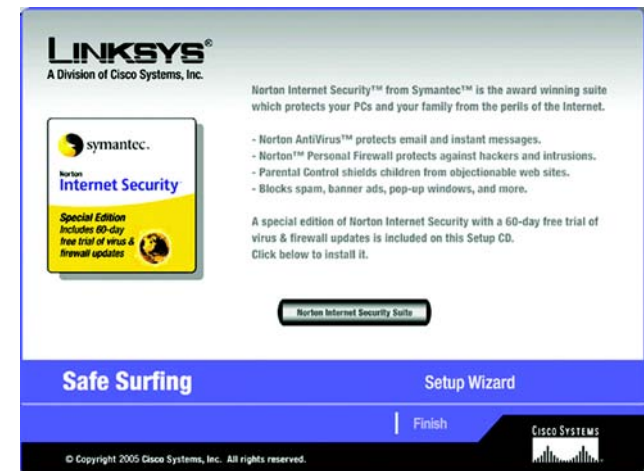 LINKSYS®
A Division of Cisco Systems, Inc.
symantec.
Norton
Internet Security
Special Edition
Includes 60-day
free trial of virus &
firewall updates
Norton Internet Security™ from Symantec™ is the award winning suite
which protects your PCs and your family from the perils of the Internet.
- Norton AntiVirus™ protects email and instant messages.
- Norton™ Personal Firewall protects against hackers and intrusions.
- Parental Control shields children from objectionable web sites.
- Blocks spam, banner ads, pop-up windows, and more.
A special edition of Norton Internet Security with a 60-day free trial of
virus & firewall updates is included on this Setup CD.
Click below to install it.
Norton Internet Security Suite
Safe Surfing
Setup Wizard
Finish
CISCO SYSTEMS
© Copyright 2005 Cisco Systems, Inc. All rights reserved.